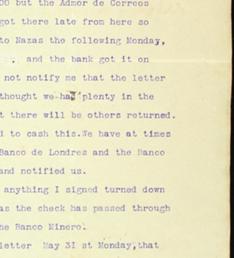 00 but the Admor de Correos
got there late from here so
to Nazas the following Monday,
and the bank got it on
not notify me that the letter
thought we has plenty in the
t there will be others returned.
d to cash this.We have at times
Banco de Londres and the Banco
and notified us.
anything I signed turned down
as the check has passed through
he Banco Minero.
letter May 31 st Monday,that